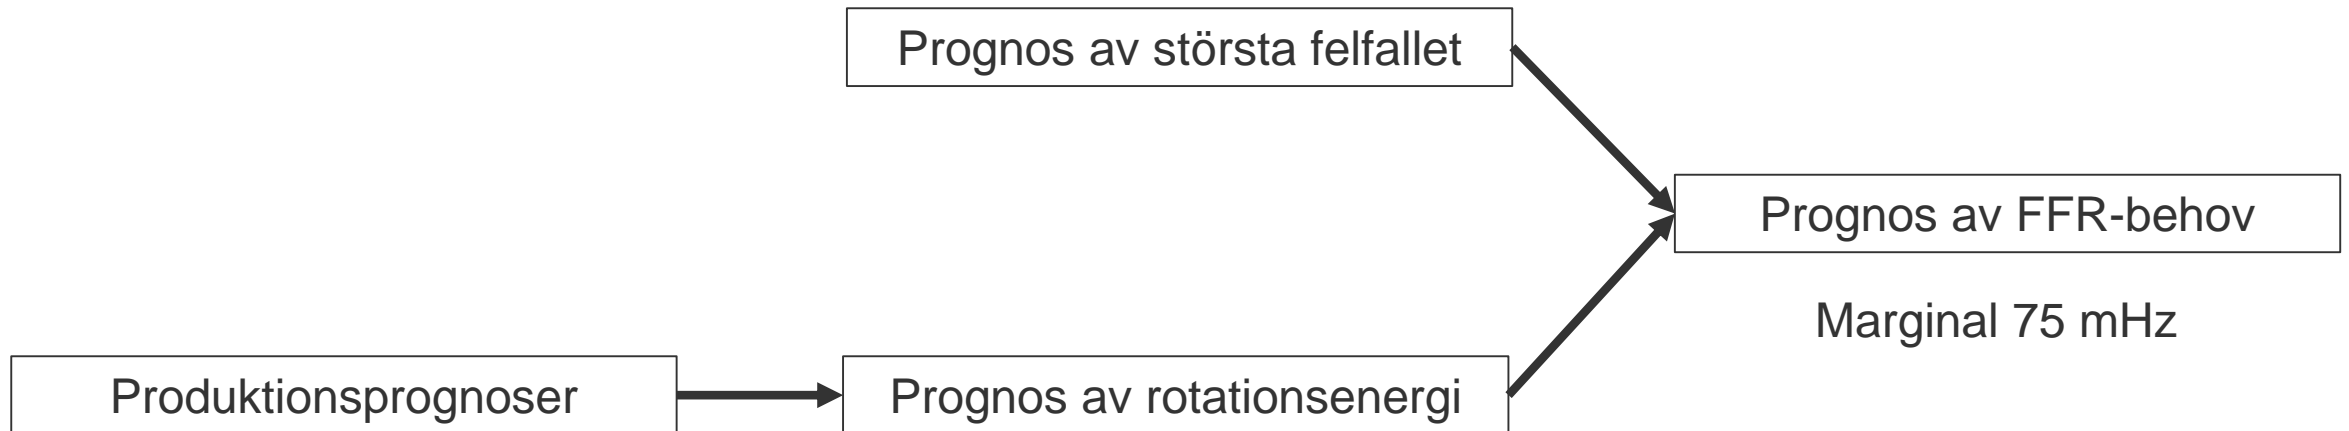 Prognos av största felfallet
Prognos av FFR-behov
Marginal 75 mHz
Produktionsprognoser
Prognos av rotationsenergi